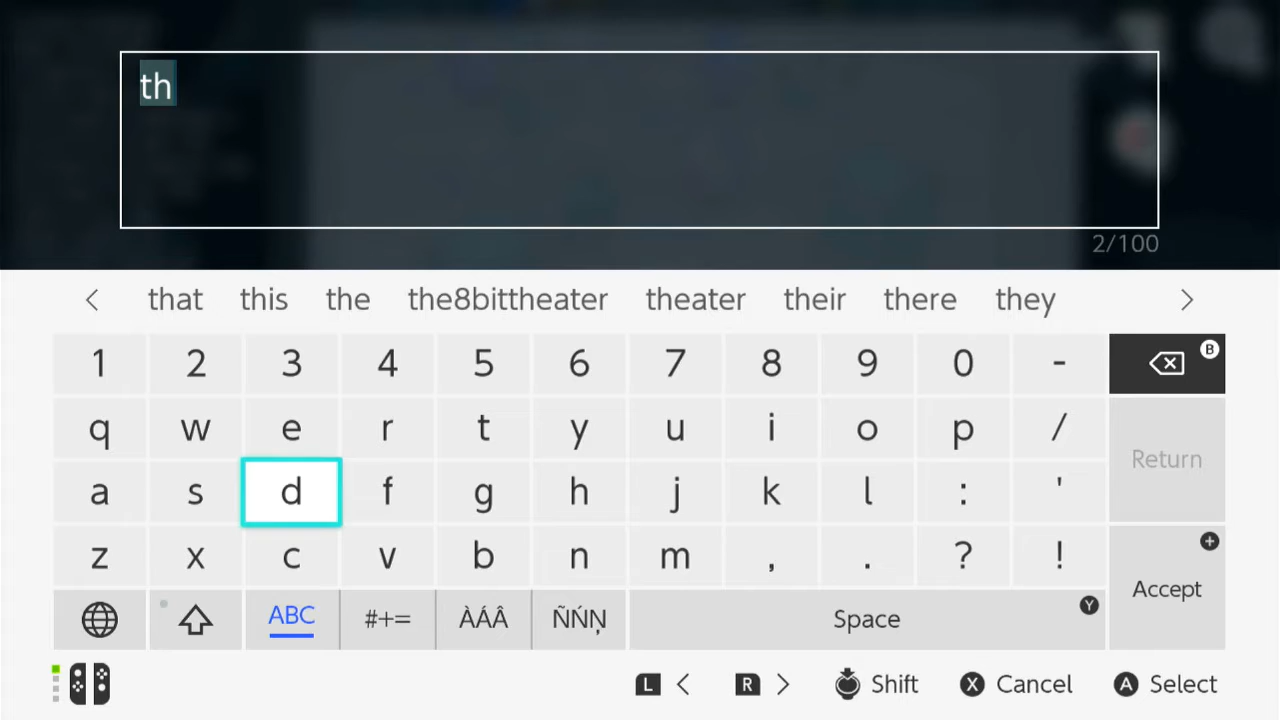 th
2/100
that this the the8bittheater theater their there they
1 2 3 4 5 6 7 8 9 0 - B
q w e r t y u i o p /
Return
a s d f g h j k l : '
z x c v b n m , . ? !
Accept
ABC #+= ÀÁÂ ÑŃŅ Space Y
L R Shift X Cancel A Select